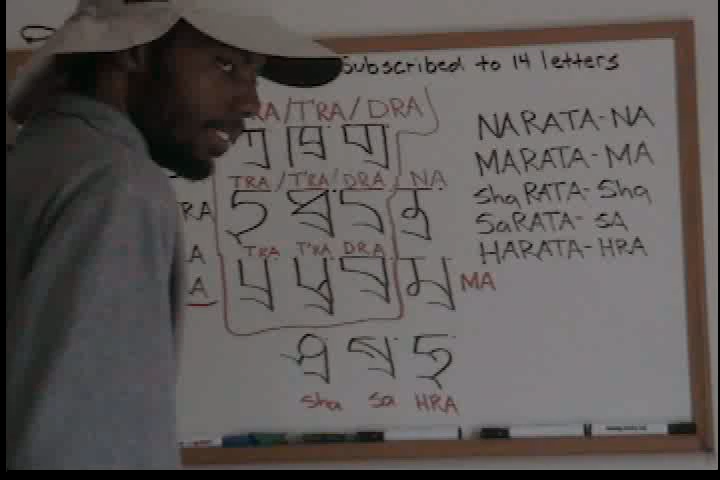 Subscribed to 14 letters
T'RA/ DRA
ཀྲ ཁྲ གྲ
TRA / T'RA / DRA NA
ཏྲ ཐྲ དྲ ནྲ
TRA T'RA DRA
པྲ ཕྲ བྲ མྲ MA
ཤྲ སྲ ཧྲ
sha sa HRA
NARATA-NA
MARATA-MA
shaRATA-Sha
SaRATA-SA
HARATA-HRA